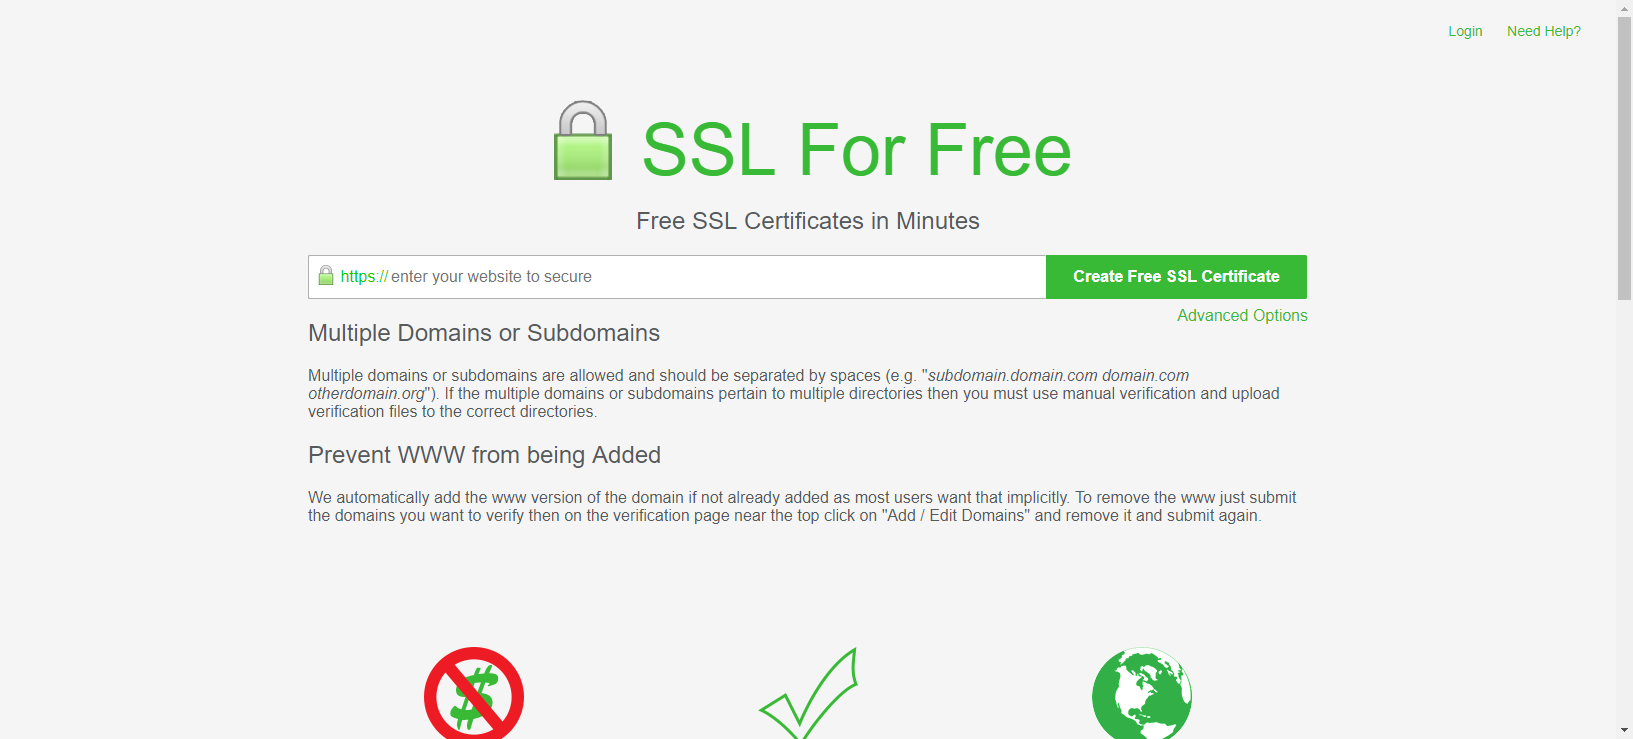 Login Need Help?
SSL For Free
Free SSL Certificates in Minutes
https:// enter your website to secure Create Free SSL Certificate
Advanced Options
Multiple Domains or Subdomains
Multiple domains or subdomains are allowed and should be separated by spaces (e.g. "subdomain.domain.com domain.com
otherdomain.org"). If the multiple domains or subdomains pertain to multiple directories then you must use manual verification and upload
verification files to the correct directories.
Prevent WWW from being Added
We automatically add the www version of the domain if not already added as most users want that implicitly. To remove the www just submit
the domains you want to verify then on the verification page near the top click on "Add / Edit Domains" and remove it and submit again.
$